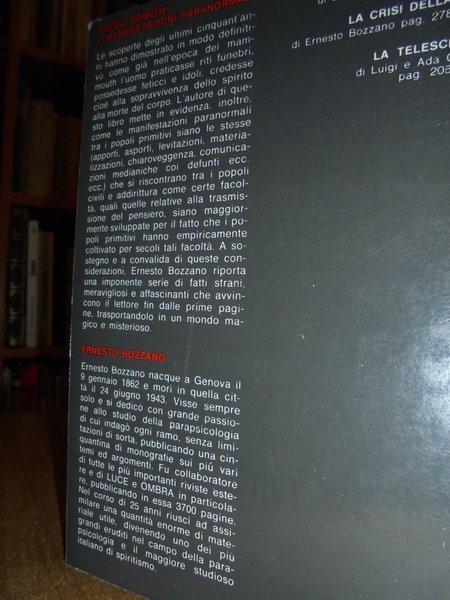 POPOLI PRIMITIVI
E MANIFESTAZIONI PARANORMA
Le scoperte degli ultimi cinquant'an
ni hanno dimostrato in modo definiti
vo come già nell'epoca del mam
mouth l'uomo praticasse riti funebri,
possedesse feticci e idoli, credesse
cioè alla sopravvivenza dello spirito
alla morte del corpo. L'autore di que-
sto libro mette in evidenza, inoltre,
come le manifestazioni paranormali
tra i popoli primitivi siano le stesse
(apporti, asporti, levitazioni, materia-
lizzazioni, chiaroveggenza, comunica-
zioni medianiche coi defunti ecc.
ecc.) che si riscontrano tra i popoli
civili e addirittura come certe facol-
tà, quali quelle relative alla trasmis-
sione del pensiero, siano maggior-
mente sviluppate per il fatto che i po-
poli primitivi hanno empiricamente
coltivato per secoli tali facoltà. A so-
stegno e a convalida di queste con-
siderazioni, Ernesto Bozzano riporta
una imponente serie di fatti strani,
meravigliosi e affascinanti che avvin-
cono il lettore fin dalle prime pagi-
ne, trasportandolo in un mondo ma-
gico e misterioso.
ERNESTO BOZZANO
Ernesto Bozzano nacque a Genova il
9 gennaio 1862 e morì in quella cit-
tà il 24 giugno 1943. Visse sempre
solo e si dedicò con grande passio-
ne allo studio della parapsicologia
di cui indagò ogni ramo, senza limi-
tazioni di sorta, pubblicando una cin-
quantina di monografie sui più vari
temi ed argomenti. Fu collaboratore
di tutte le più importanti riviste este-
re e di LUCE e OMBRA in particola-
re, pubblicando in essa 3700 pagine.
Nel corso di 25 anni riuscì ad assi-
milare una quantità enorme di mate-
riale utile, divenendo uno dei più
grandi eruditi nel campo della para-
psicologia e il maggiore studioso
italiano di spiritismo.
LA CRISI DELLA
di Ernesto Bozzano pag. 278
LA TELESC
di Luigi e Ada
pag. 205